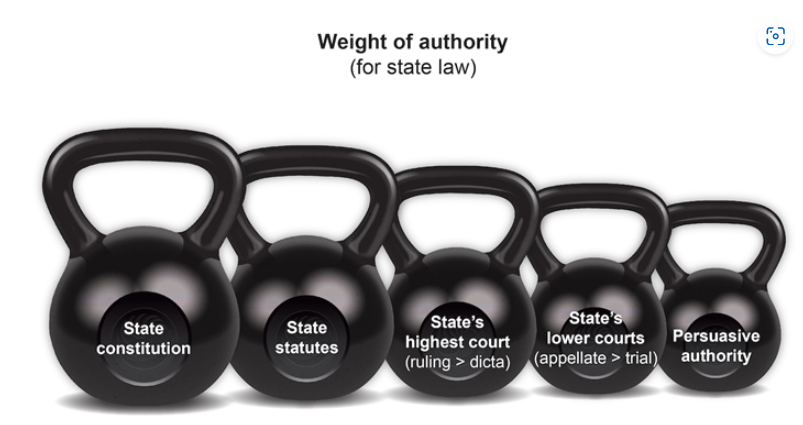 Weight of authority
(for state law)
State
constitution
State
statutes
State's
highest court
(ruling > dicta)
State's
lower courts
(appellate > trial)
Persuasive
authority